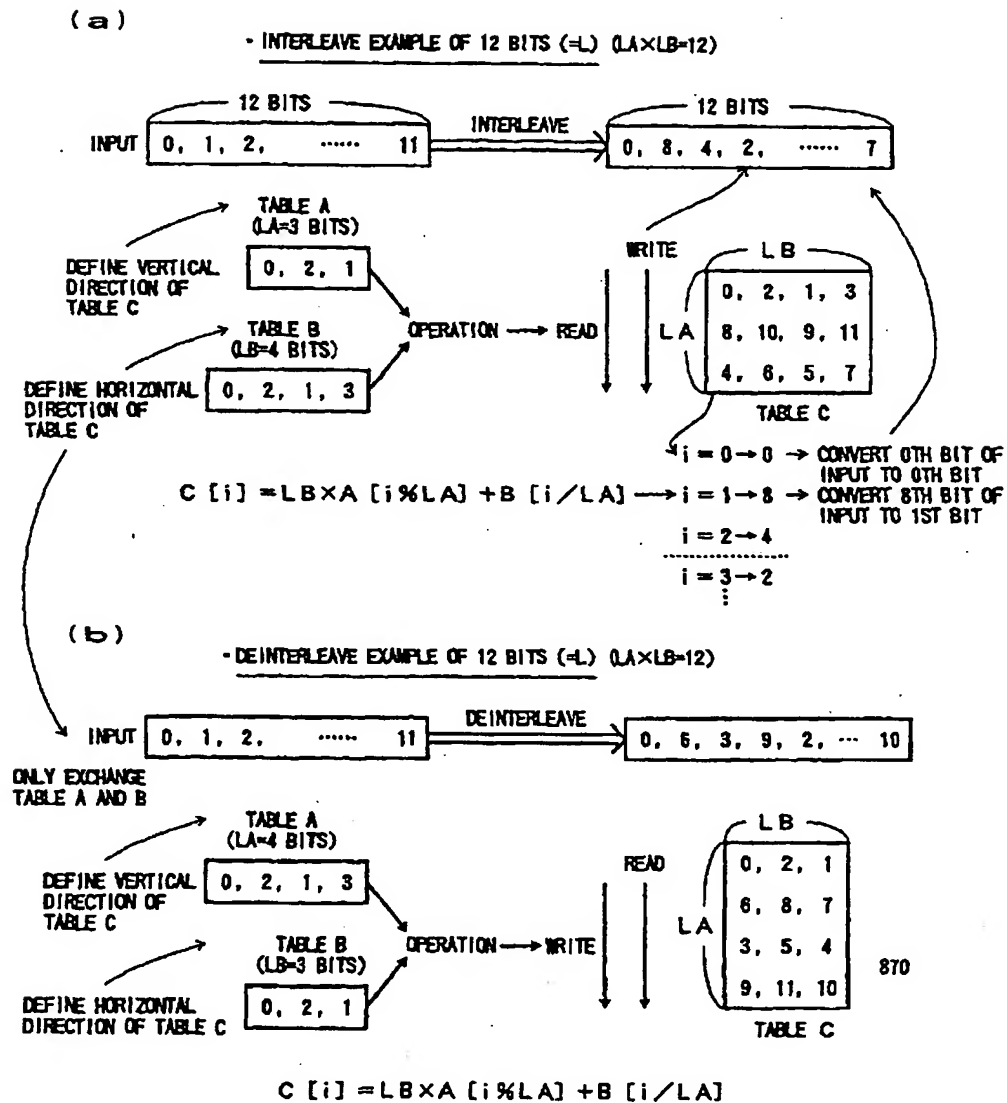 (a)
- INTERLEAVE EXAMPLE OF 12 BITS (=L) (LA×LB=12)
12 BITS
12 BITS
INPUT 0, 1, 2, ······ 11 INTERLEAVE 0, 8, 4, 2, ······ 7
TABLE A
(LA=3 BITS)
0, 2, 1
DEFINE VERTICAL
DIRECTION OF
TABLE C
TABLE B
(LB=4 BITS)
0, 2, 1, 3
DEFINE HORIZONTAL
DIRECTION OF
TABLE C
OPERATION
READ
WRITE
LB
LA
0, 2, 1, 3
8, 10, 9, 11
4, 6, 5, 7
TABLE C
i = 0→0 → CONVERT 0TH BIT OF
INPUT TO 0TH BIT
C [i] =LB×A [i%LA] +B [i/LA]
i = 1→8 → CONVERT 8TH BIT OF
INPUT TO 1ST BIT
i = 2→4
i = 3→2
⋮
(b)
- DEINTERLEAVE EXAMPLE OF 12 BITS (=L) (LA×LB=12)
INPUT 0, 1, 2, ······ 11 DEINTERLEAVE 0, 6, 3, 9, 2, ··· 10
ONLY EXCHANGE
TABLE A AND B
TABLE A
(LA=4 BITS)
0, 2, 1, 3
DEFINE VERTICAL
DIRECTION OF
TABLE C
TABLE B
(LB=3 BITS)
0, 2, 1
DEFINE HORIZONTAL
DIRECTION OF TABLE C
OPERATION
WRITE
READ
LB
LA
0, 2, 1
6, 8, 7
3, 5, 4
9, 11, 10
TABLE C
870
C [i] =LB×A [i%LA] +B [i/LA]